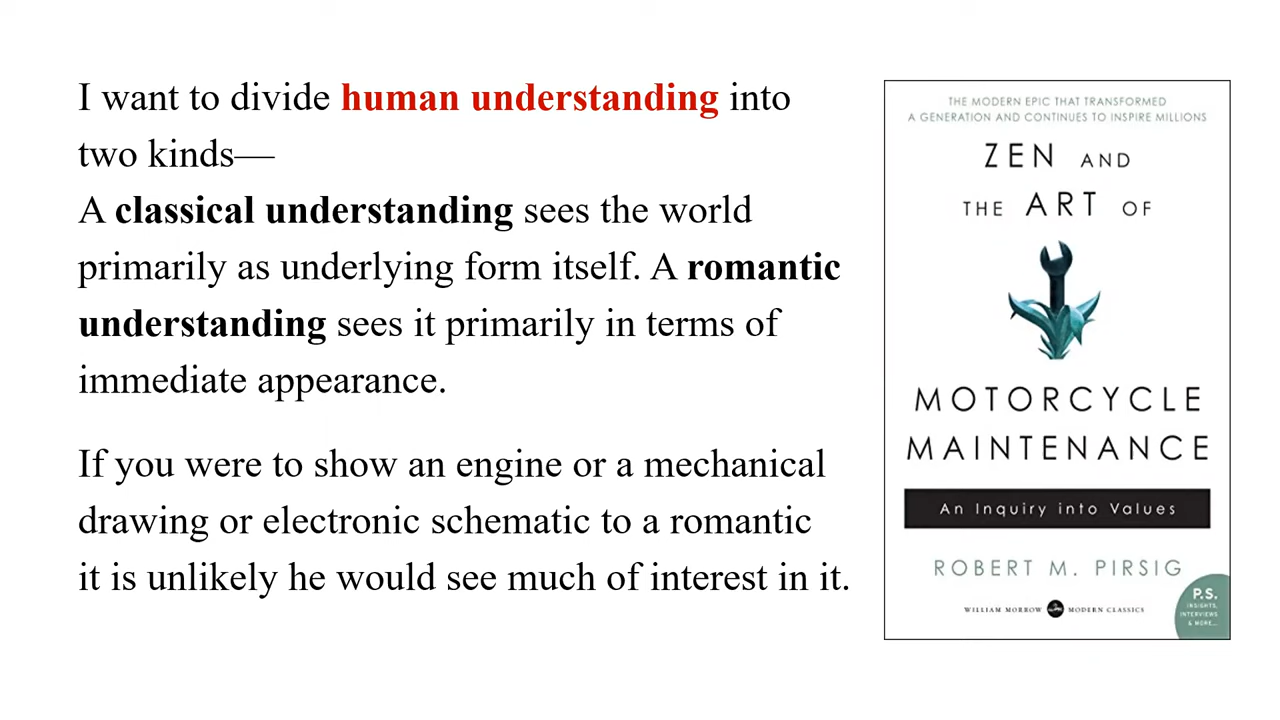 I want to divide human understanding into
two kinds—
A classical understanding sees the world
primarily as underlying form itself. A romantic
understanding sees it primarily in terms of
immediate appearance.
If you were to show an engine or a mechanical
drawing or electronic schematic to a romantic
it is unlikely he would see much of interest in it.
THE MODERN EPIC THAT TRANSFORMED
A GENERATION AND CONTINUES TO INSPIRE MILLIONS
ZEN AND
THE ART OF
MOTORCYCLE
MAINTENANCE
An Inquiry into Values
ROBERT M. PIRSIG
WILLIAM MORROW MODERN CLASSICS
P.S.
INSIGHTS,
INTERVIEWS
& MORE...